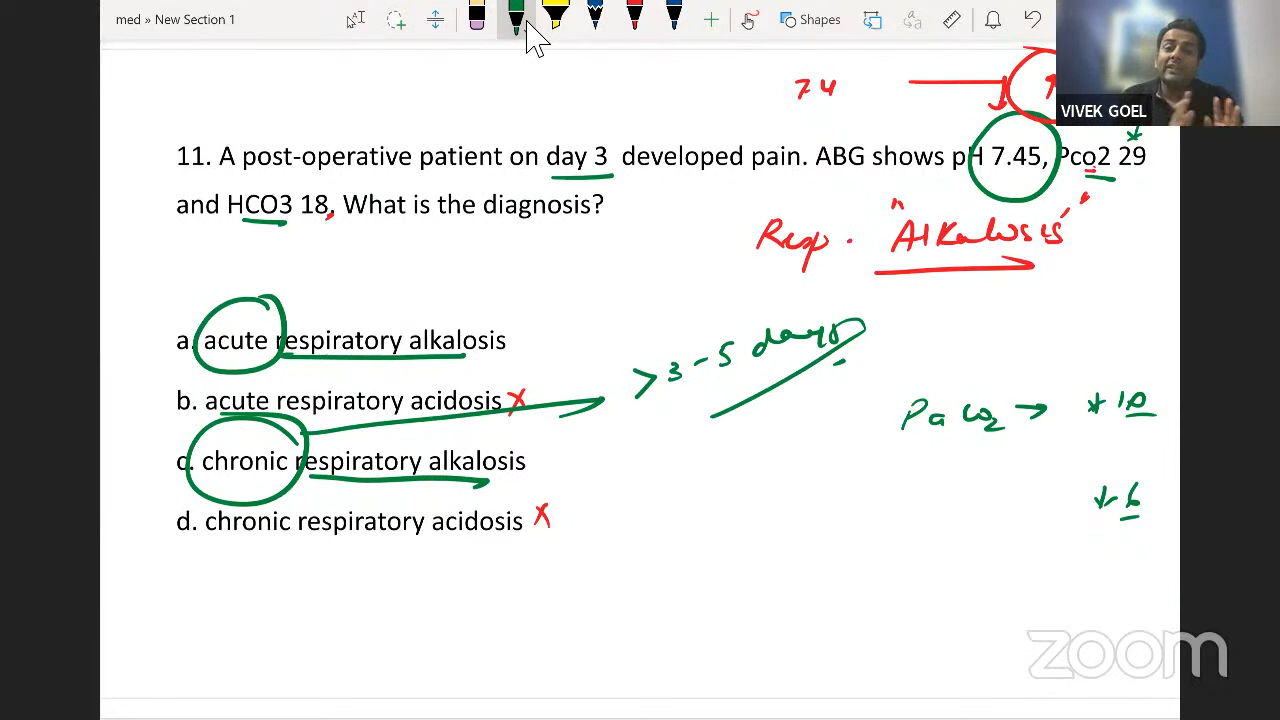 med » New Section 1
Shapes
7.4
VIVEK GOEL
11. A post-operative patient on day 3 developed pain. ABG shows pH 7.45, Pco2 29
and HCO3 18, What is the diagnosis?
Resp. "Alkalosis"
a. acute respiratory alkalosis
> 3-5 days
b. acute respiratory acidosis X
PaCO2 → ↓ 10
c. chronic respiratory alkalosis
↓ 6
d. chronic respiratory acidosis X
zoom